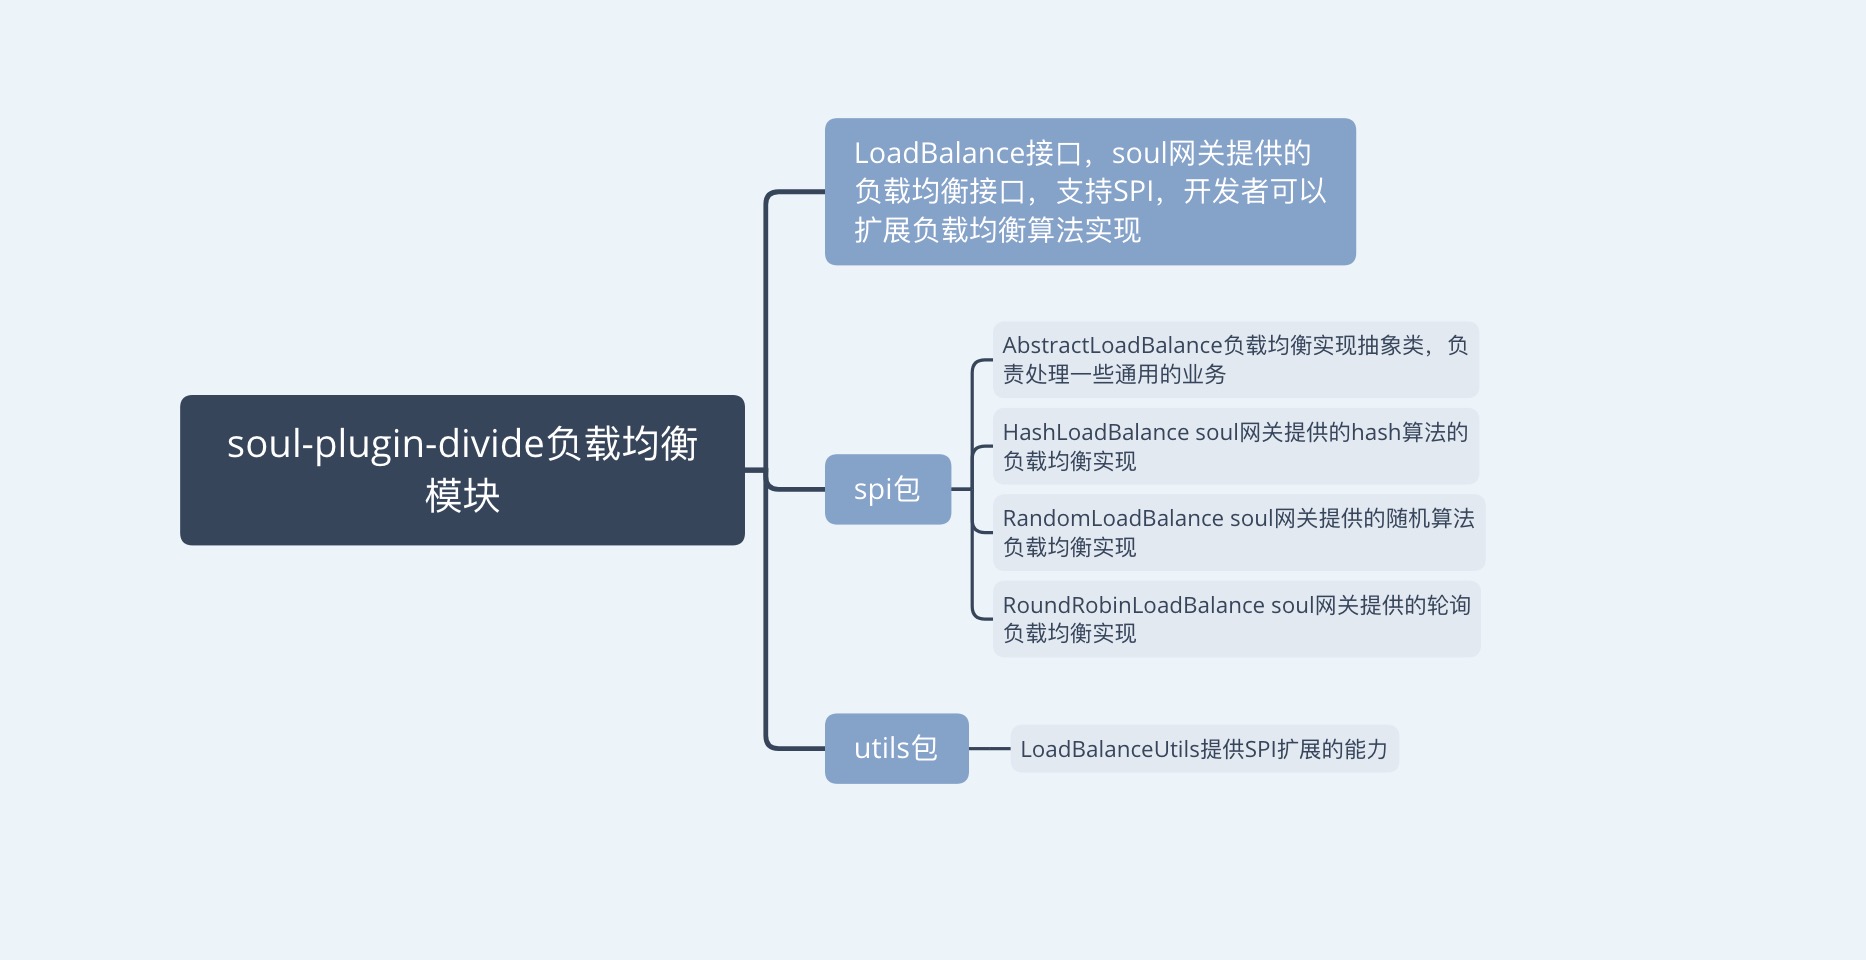 soul-plugin-divide负载均衡
模块
LoadBalance接口，soul网关提供的
负载均衡接口，支持SPI，开发者可以
扩展负载均衡算法实现
spi包
AbstractLoadBalance负载均衡实现抽象类，负
责处理一些通用的业务
HashLoadBalance soul网关提供的hash算法的
负载均衡实现
RandomLoadBalance soul网关提供的随机算法
负载均衡实现
RoundRobinLoadBalance soul网关提供的轮询
负载均衡实现
utils包
LoadBalanceUtils提供SPI扩展的能力